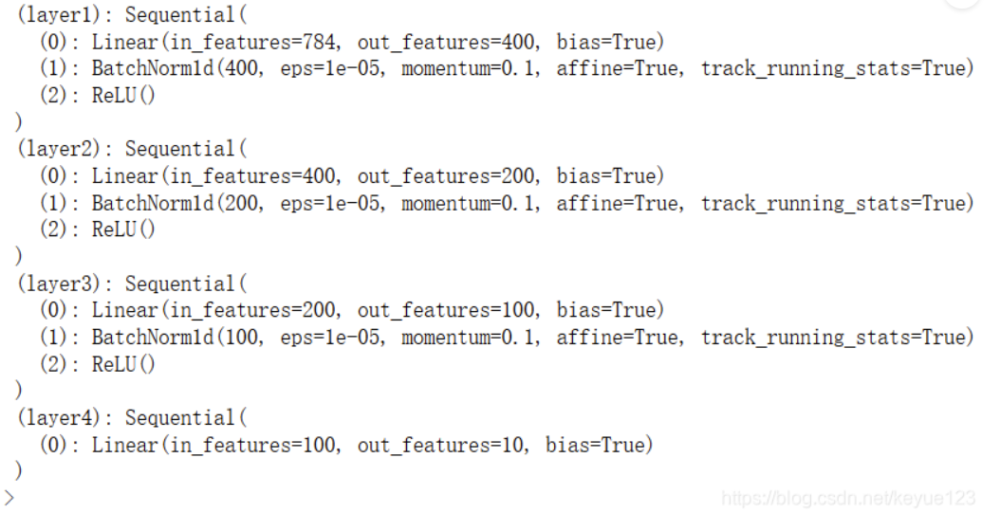 (layer1): Sequential(
(0): Linear(in_features=784, out_features=400, bias=True)
(1): BatchNorm1d(400, eps=1e-05, momentum=0.1, affine=True, track_running_stats=True)
(2): ReLU()
)
(layer2): Sequential(
(0): Linear(in_features=400, out_features=200, bias=True)
(1): BatchNorm1d(200, eps=1e-05, momentum=0.1, affine=True, track_running_stats=True)
(2): ReLU()
)
(layer3): Sequential(
(0): Linear(in_features=200, out_features=100, bias=True)
(1): BatchNorm1d(100, eps=1e-05, momentum=0.1, affine=True, track_running_stats=True)
(2): ReLU()
)
(layer4): Sequential(
(0): Linear(in_features=100, out_features=10, bias=True)
)
>
https://blog.csdn.net/keyue123